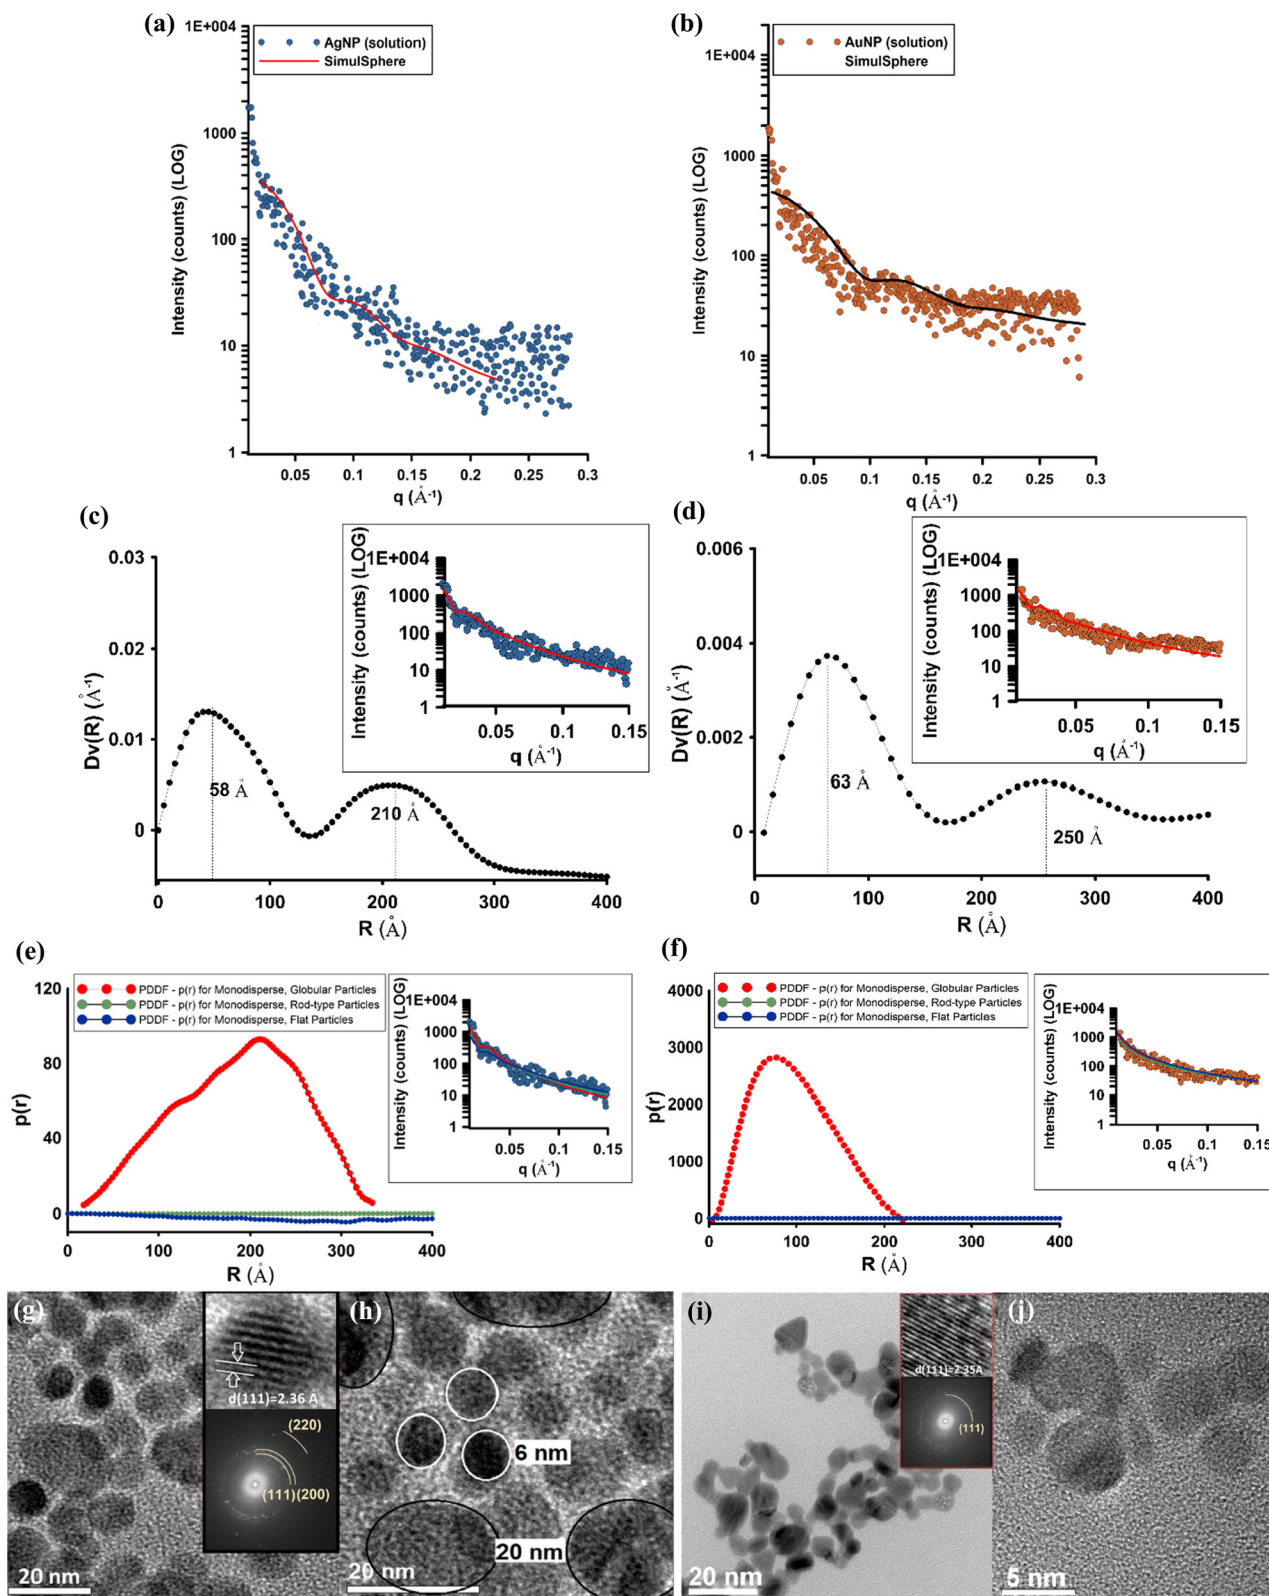 (a)
1E+004
AgNP (solution)
SimulSphere
1000
100
10
1
Intensity (counts) (LOG)
0.05
0.1
0.15
0.2
0.25
0.3
q (Å-1)
(b)
1E+004
AuNP (solution)
SimulSphere
1000
100
10
1
Intensity (counts) (LOG)
0.05
0.1
0.15
0.2
0.25
0.3
q (Å-1)
(c)
0.03
0.02
0.01
0
Dv(R) (Å-1)
58 Å
210 Å
0
100
200
300
400
R (Å)
1E+004
1000
100
10
1
Intensity (counts) (LOG)
0.05
0.10
0.15
q (Å-1)
(d)
0.006
0.004
0.002
0
Dv(R) (Å-1)
63 Å
250 Å
0
100
200
300
400
R (Å)
1E+004
1000
100
10
1
Intensity (counts) (LOG)
0.05
0.1
0.15
q (Å-1)
(e)
120
80
40
0
p(r)
PDDF - p(r) for Monodisperse, Globular Particles
PDDF - p(r) for Monodisperse, Rod-type Particles
PDDF - p(r) for Monodisperse, Flat Particles
0
100
200
300
400
R (Å)
1E+004
1000
100
10
1
Intensity (counts) (LOG)
0.05
0.1
0.15
q (Å-1)
(f)
4000
3000
2000
1000
0
p(r)
PDDF - p(r) for Monodisperse, Globular Particles
PDDF - p(r) for Monodisperse, Rod-type Particles
PDDF - p(r) for Monodisperse, Flat Particles
0
100
200
300
400
R (Å)
1E+004
1000
100
10
1
Intensity (counts) (LOG)
0.05
0.1
0.15
q (Å-1)
(g)
d(111)=2.36 A
(220)
(111)(200)
20 nm
(h)
6 nm
20 nm
20 nm
(i)
d(111)=2.35A
(111)
20 nm
(j)
5 nm